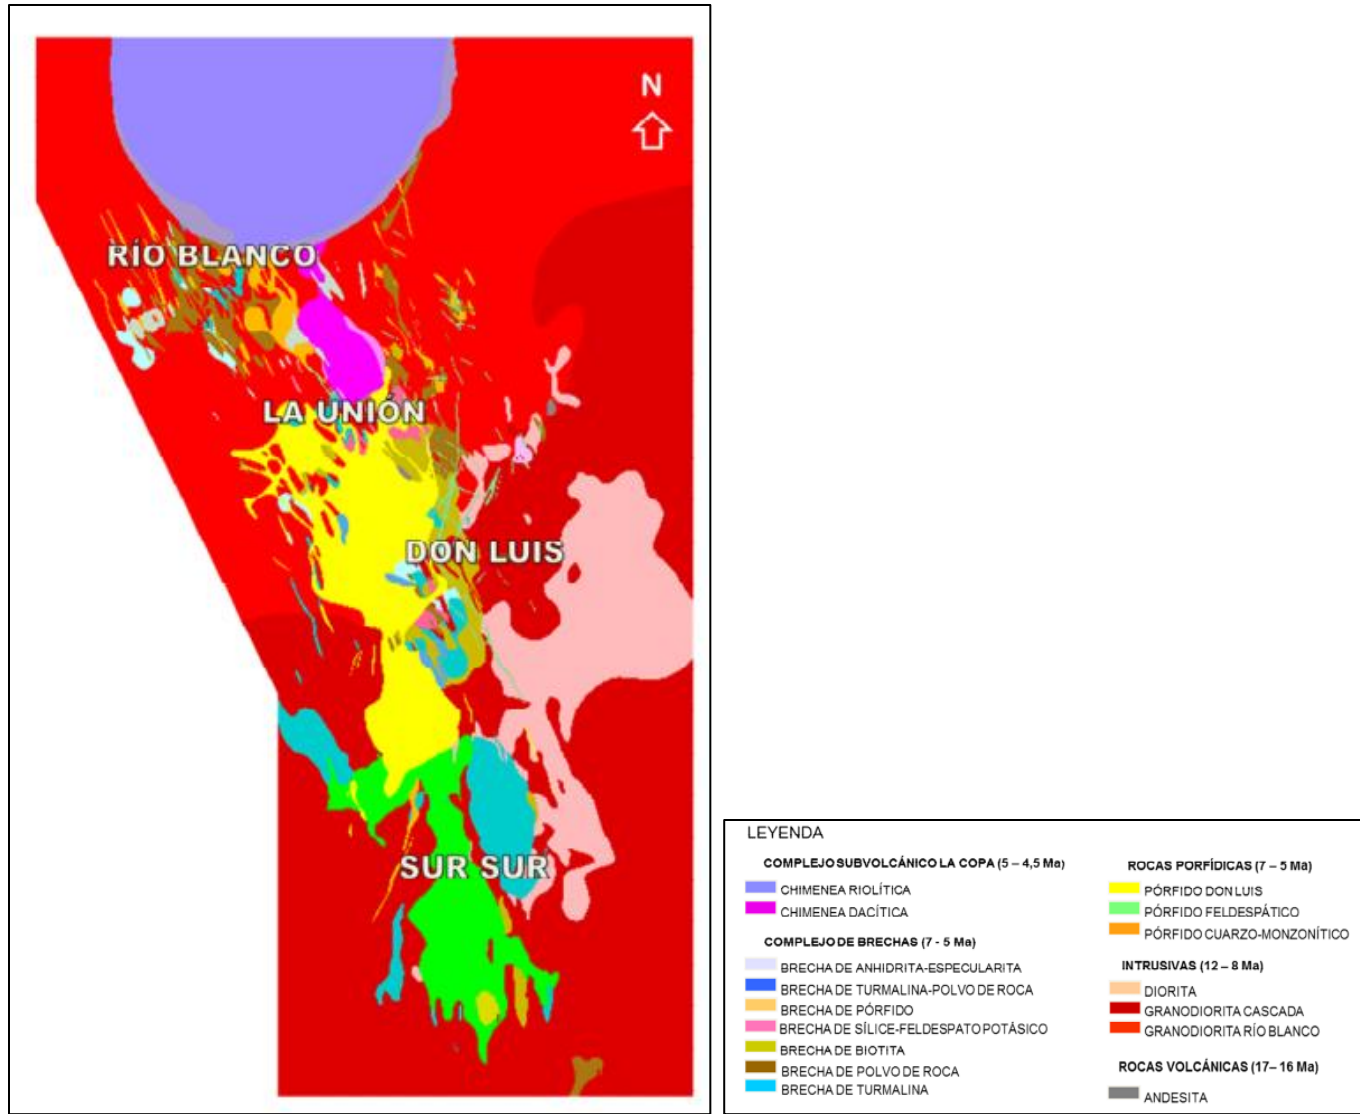 N
RÍO BLANCO
LA UNIÓN
DON LUIS
SUR SUR
LEYENDA
COMPLEJO SUBVOLCÁNICO LA COPA (5 – 4,5 Ma)
CHIMENEA RIOLÍTICA
CHIMENEA DACÍTICA
COMPLEJO DE BRECHAS (7 - 5 Ma)
BRECHA DE ANHIDRITA-ESPECULARITA
BRECHA DE TURMALINA-POLVO DE ROCA
BRECHA DE PÓRFIDO
BRECHA DE SÍLICE-FELDESPATO POTÁSICO
BRECHA DE BIOTITA
BRECHA DE POLVO DE ROCA
BRECHA DE TURMALINA
ROCAS PORFÍDICAS (7 – 5 Ma)
PÓRFIDO DON LUIS
PÓRFIDO FELDESPÁTICO
PÓRFIDO CUARZO-MONZONÍTICO
INTRUSIVAS (12 – 8 Ma)
DIORITA
GRANODIORITA CASCADA
GRANODIORITA RÍO BLANCO
ROCAS VOLCÁNICAS (17– 16 Ma)
ANDESITA